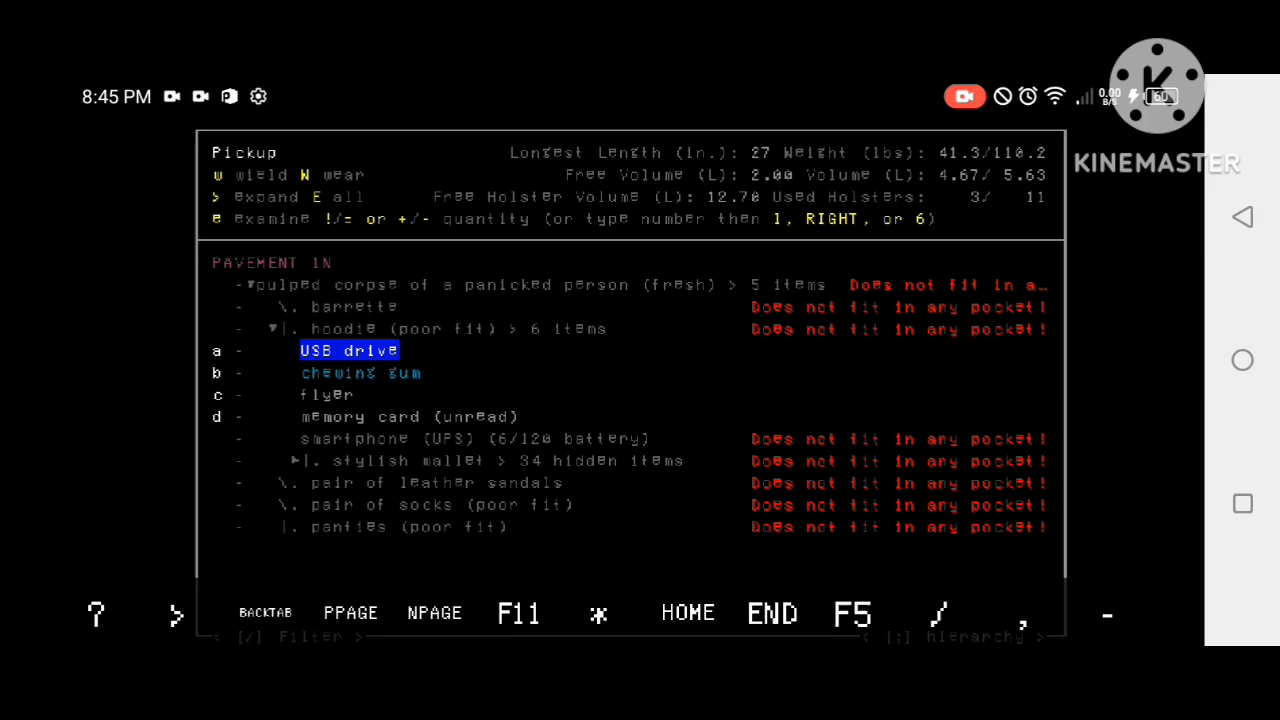 8:45 PM 0.00 B/S 60
KINEMASTER
Pickup Longest Length (in.): 27 Weight (lbs): 41.3/110.2
w wield W wear Free Volume (L): 2.00 Volume (L): 4.67/ 5.63
> expand E all Free Holster Volume (L): 12.70 Used Holsters: 3/ 11
e examine !/= or +/- quantity (or type number then 1, RIGHT, or 6)
PAVEMENT 1N
-▼pulped corpse of a panicked person (fresh) > 5 items Does not fit in a…
- \. barrette Does not fit in any pocket!
- ▼|. hoodie (poor fit) > 6 items Does not fit in any pocket!
a - USB drive
b - chewing gum
c - flyer
d - memory card (unread)
- smartphone (UPS) (6/120 battery) Does not fit in any pocket!
- ►|. stylish wallet > 34 hidden items Does not fit in any pocket!
- \. pair of leather sandals Does not fit in any pocket!
- \. pair of socks (poor fit) Does not fit in any pocket!
- |. panties (poor fit) Does not fit in any pocket!
? > BACKTAB PPAGE NPAGE F11 * HOME END F5 / , -
< [/] Filter > < [;] hierarchy >